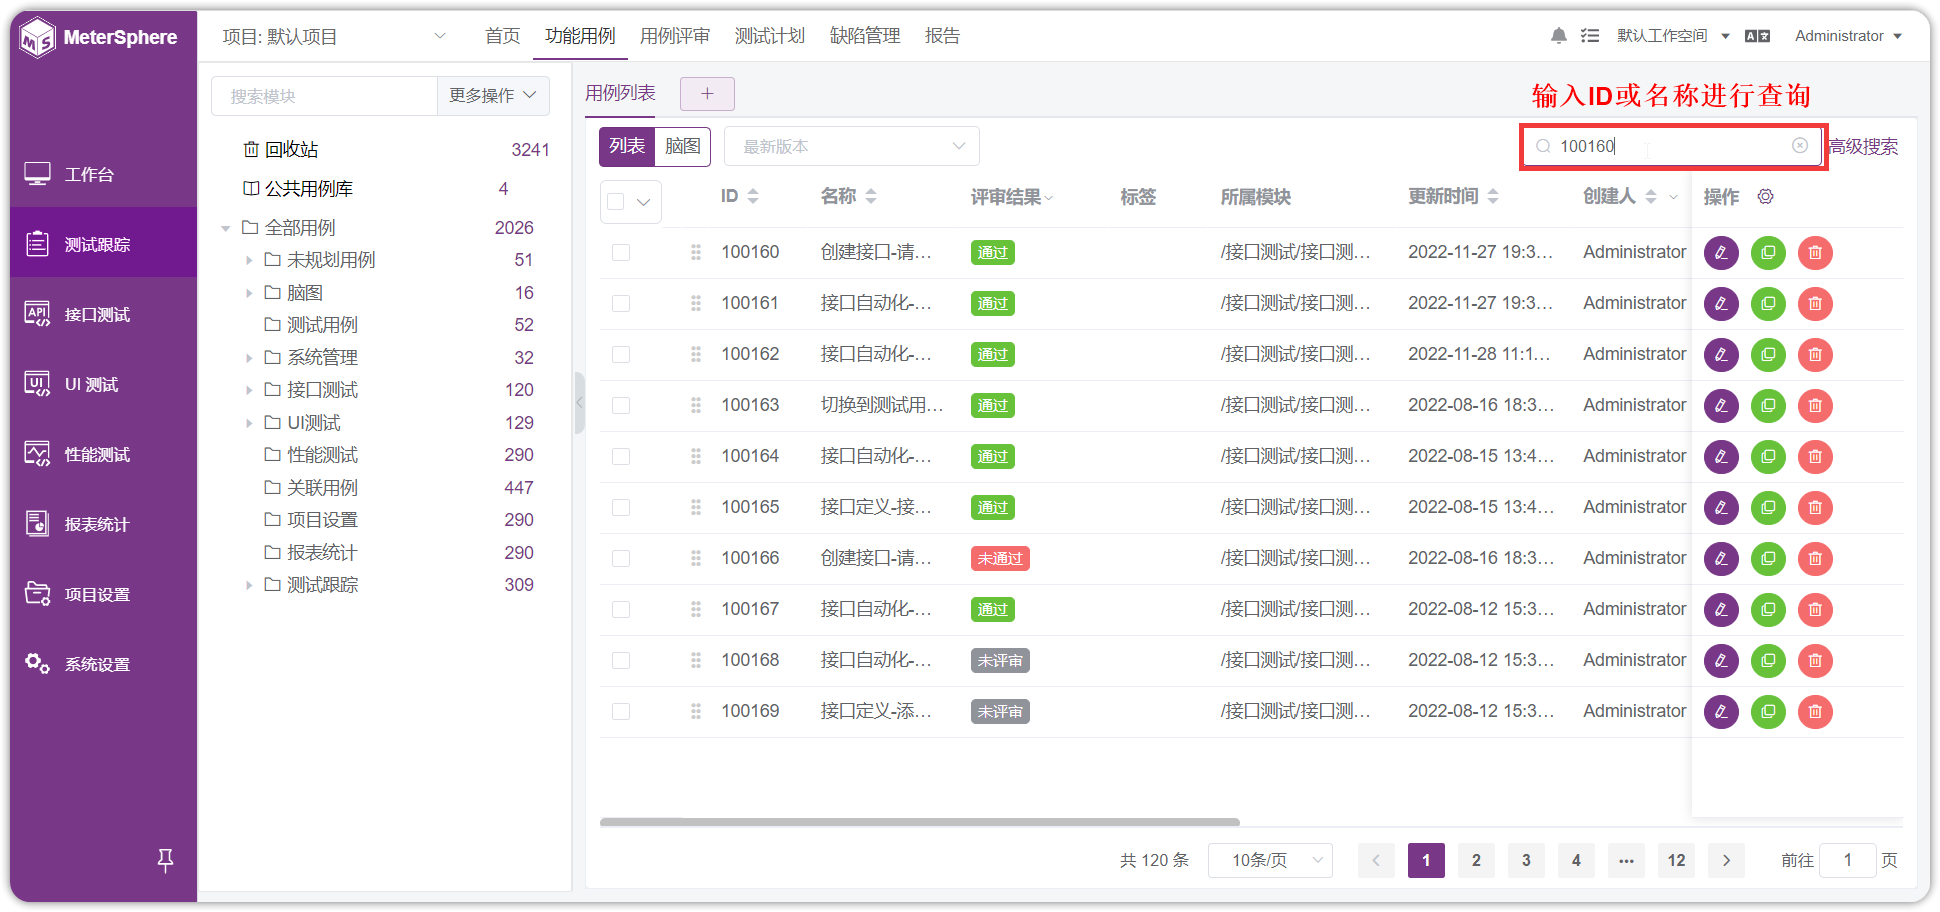 MeterSphere
项目: 默认项目
首页
功能用例
用例评审
测试计划
缺陷管理
报告
默认工作空间
Administrator
工作台
测试跟踪
接口测试
UI 测试
性能测试
报表统计
项目设置
系统设置
搜索模块
更多操作
回收站 3241
公共用例库 4
全部用例 2026
未规划用例 51
脑图 16
测试用例 52
系统管理 32
接口测试 120
UI测试 129
性能测试 290
关联用例 447
项目设置 290
报表统计 290
测试跟踪 309
用例列表
+
输入ID或名称进行查询
列表
脑图
最新版本
100160
高级搜索
ID 名称 评审结果 标签 所属模块 更新时间 创建人 操作
100160 创建接口-请... 通过 /接口测试/接口测... 2022-11-27 19:3... Administrator
100161 接口自动化-... 通过 /接口测试/接口测... 2022-11-27 19:3... Administrator
100162 接口自动化-... 通过 /接口测试/接口测... 2022-11-28 11:1... Administrator
100163 切换到测试用... 通过 /接口测试/接口测... 2022-08-16 18:3... Administrator
100164 接口自动化-... 通过 /接口测试/接口测... 2022-08-15 13:4... Administrator
100165 接口定义-接... 通过 /接口测试/接口测... 2022-08-15 13:4... Administrator
100166 创建接口-请... 未通过 /接口测试/接口测... 2022-08-16 18:3... Administrator
100167 接口自动化-... 通过 /接口测试/接口测... 2022-08-12 15:3... Administrator
100168 接口自动化-... 未评审 /接口测试/接口测... 2022-08-12 15:3... Administrator
100169 接口定义-添... 未评审 /接口测试/接口测... 2022-08-12 15:3... Administrator
共 120 条 10条/页 1 2 3 4 ... 12 前往 1 页